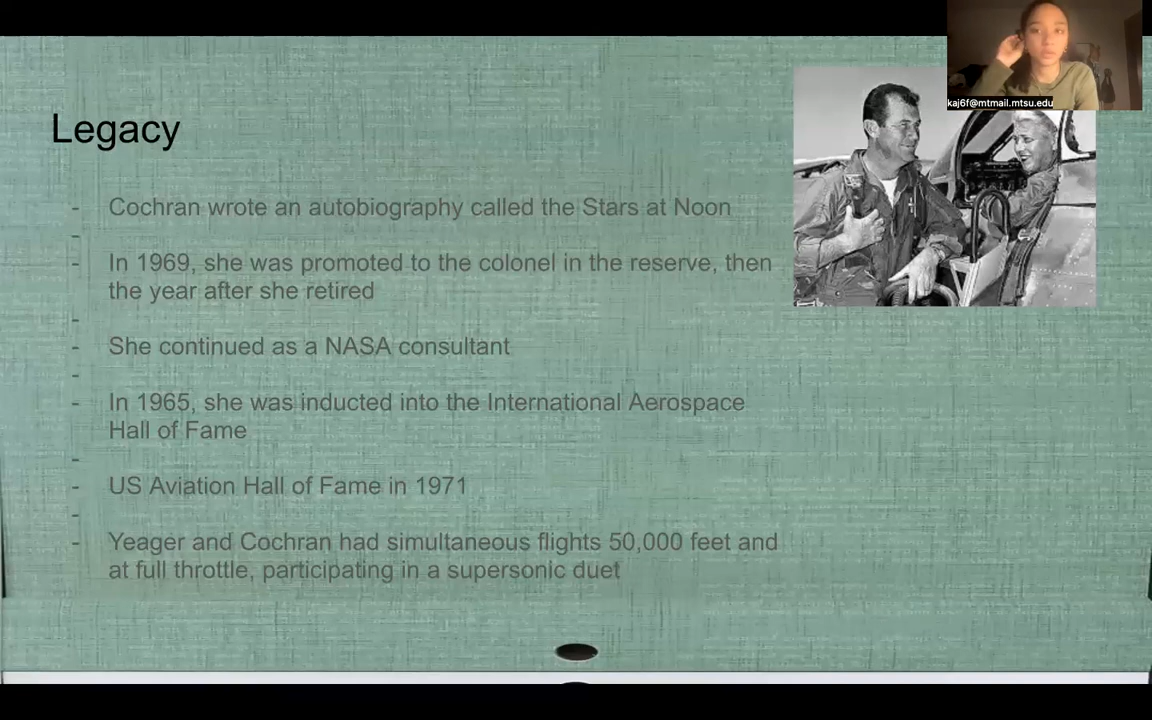 kaj6f@mtmail.mtsu.edu
Legacy
- Cochran wrote an autobiography called the Stars at Noon
-
- In 1969, she was promoted to the colonel in the reserve, then
the year after she retired
-
- She continued as a NASA consultant
-
- In 1965, she was inducted into the International Aerospace
Hall of Fame
-
- US Aviation Hall of Fame in 1971
-
- Yeager and Cochran had simultaneous flights 50,000 feet and
at full throttle, participating in a supersonic duet